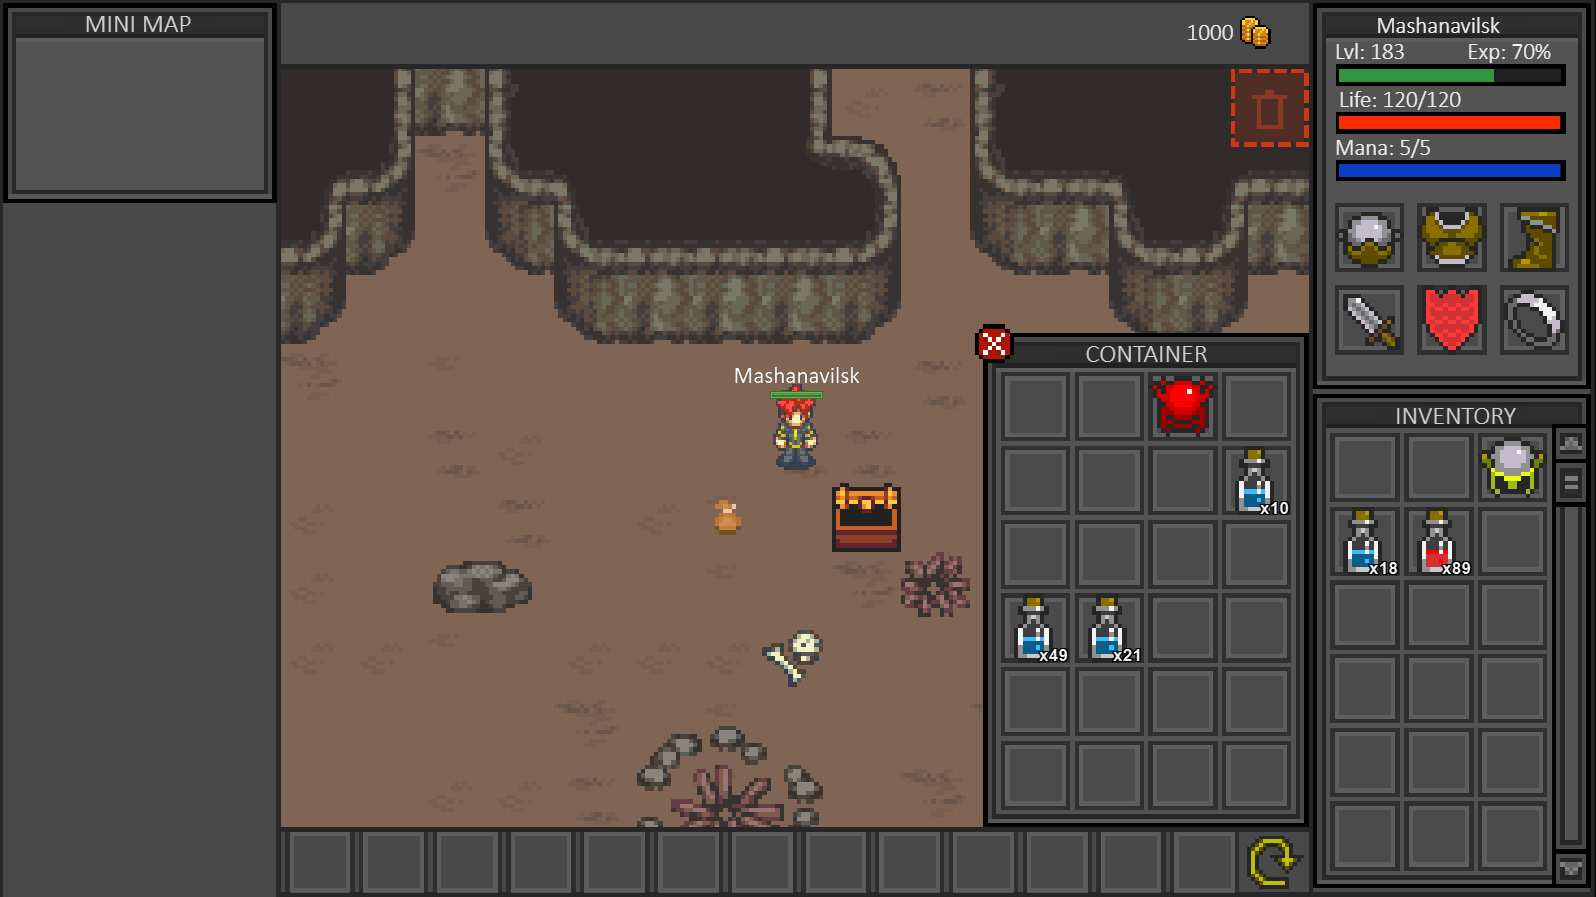 MINI MAP
1000
Mashanavilsk
Lvl: 183 Exp: 70%
Life: 120/120
Mana: 5/5
Mashanavilsk
CONTAINER
x10
x49 x21
INVENTORY
x18 x89